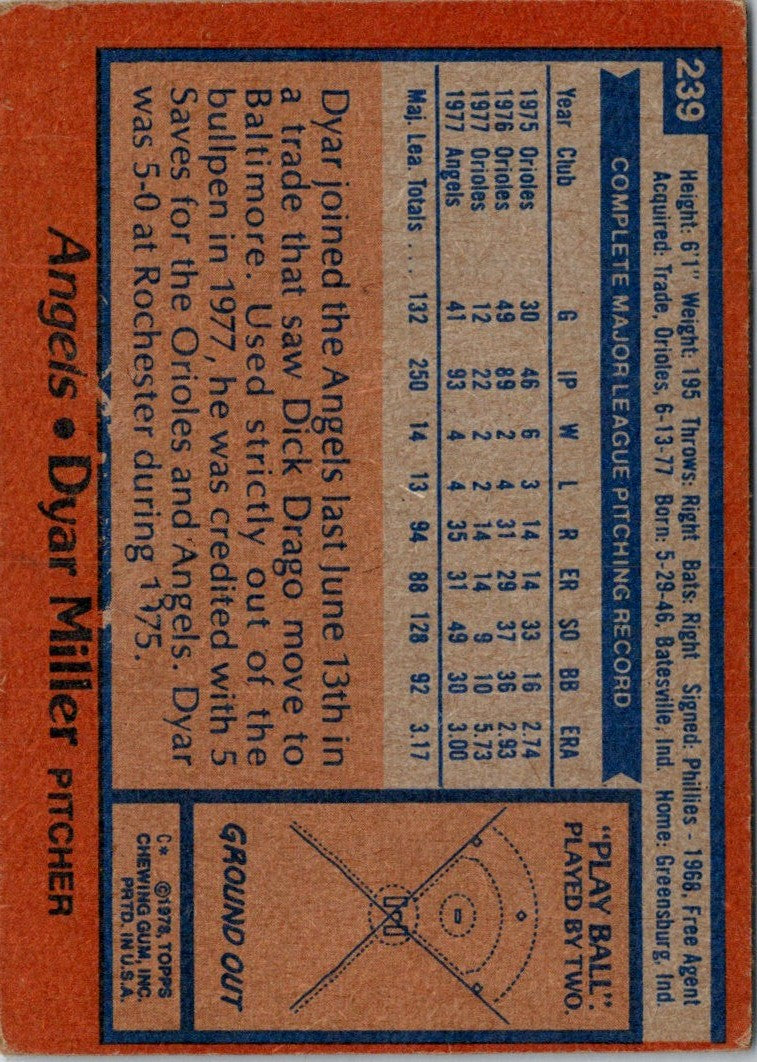 239
Height: 6'1" Weight: 195 Throws: Right Bats: Right Signed: Phillies - 1968, Free Agent
Acquired: Trade, Orioles, 6-13-77 Born: 5-29-46, Batesville, Ind. Home: Greensburg, Ind.
COMPLETE MAJOR LEAGUE PITCHING RECORD
Year Club G IP W L R ER SO BB ERA
1975 Orioles 30 46 6 3 14 14 33 16 2.74
1976 Orioles 49 89 2 4 31 29 37 36 2.93
1977 Orioles 12 22 2 2 14 14 9 10 5.73
1977 Angels 41 93 4 4 35 31 49 30 3.00
Maj. Lea. Totals . . . . 132 250 14 13 94 88 128 92 3.17
Dyar joined the Angels last June 13th in
a trade that saw Dick Drago move to
Baltimore. Used strictly out of the
bullpen in 1977, he was credited with 5
Saves for the Orioles and Angels. Dyar
was 5-0 at Rochester during 1975.
"PLAY BALL":
PLAYED BY TWO.
GROUND OUT
C* ©1978, TOPPS
CHEWING GUM, INC.
PRTD. IN U.S.A.
Angels • Dyar Miller PITCHER